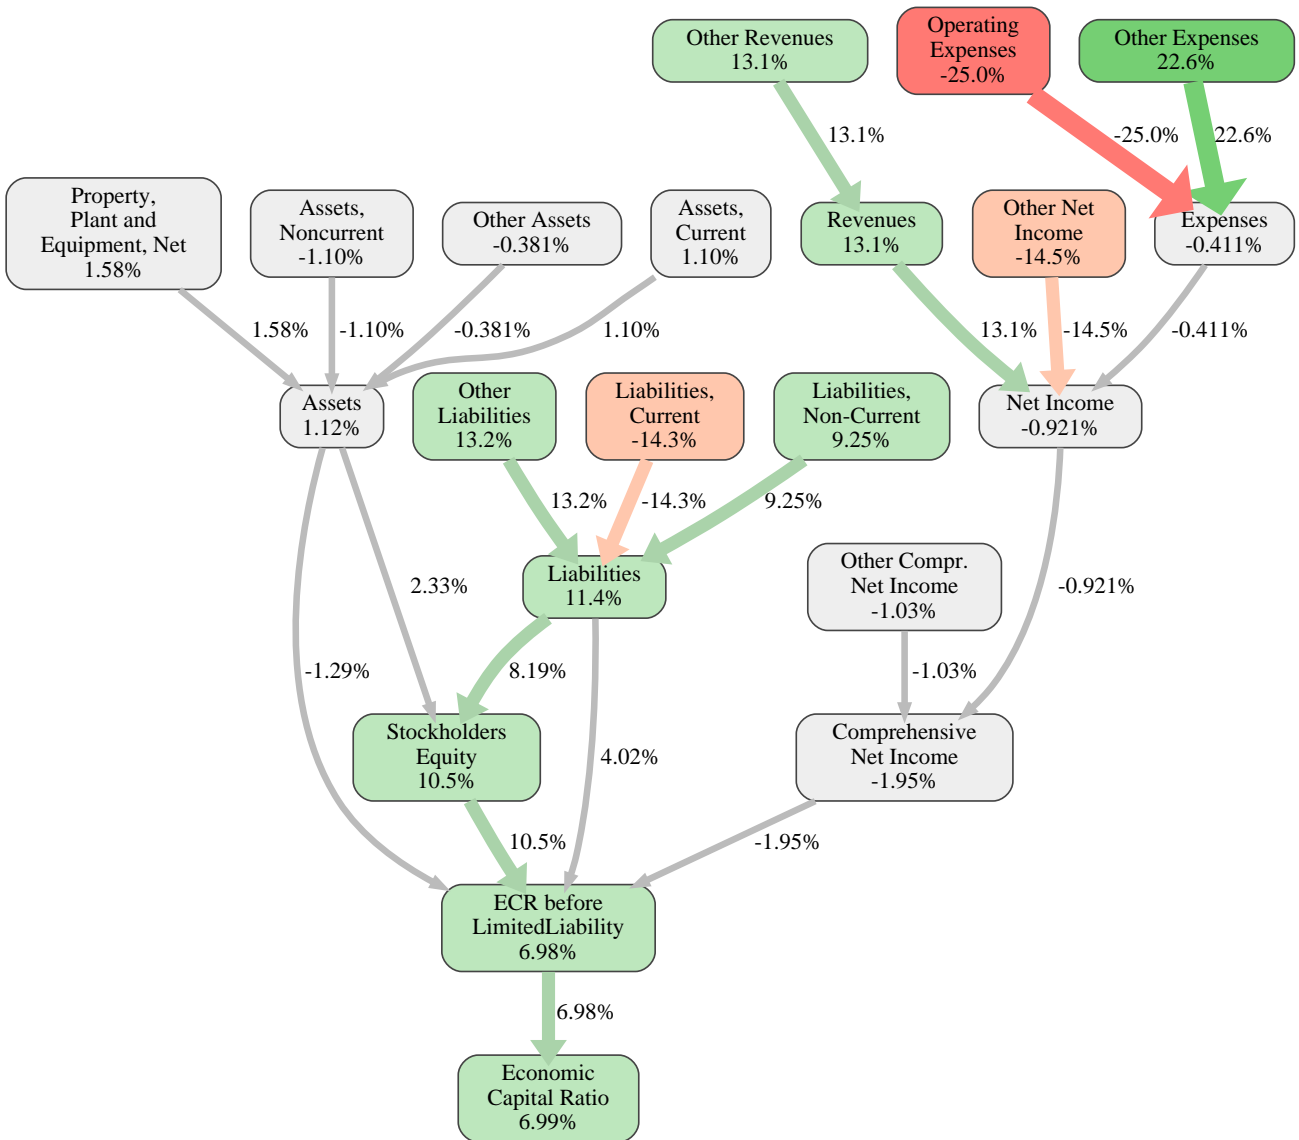 Other Revenues
13.1%
Operating
Expenses
-25.0%
Other Expenses
22.6%
13.1%
-25.0%
22.6%
Property,
Plant and
Equipment, Net
1.58%
Assets,
Noncurrent
-1.10%
Other Assets
-0.381%
Assets,
Current
1.10%
Revenues
13.1%
Other Net
Income
-14.5%
Expenses
-0.411%
1.58%
-1.10%
-0.381%
1.10%
13.1%
-14.5%
-0.411%
Assets
1.12%
Other
Liabilities
13.2%
Liabilities,
Current
-14.3%
Liabilities,
Non-Current
9.25%
Net Income
-0.921%
13.2%
-14.3%
9.25%
2.33%
Liabilities
11.4%
Other Compr.
Net Income
-1.03%
-0.921%
-1.29%
8.19%
-1.03%
Stockholders
Equity
10.5%
4.02%
Comprehensive
Net Income
-1.95%
10.5%
-1.95%
ECR before
LimitedLiability
6.98%
6.98%
Economic
Capital Ratio
6.99%